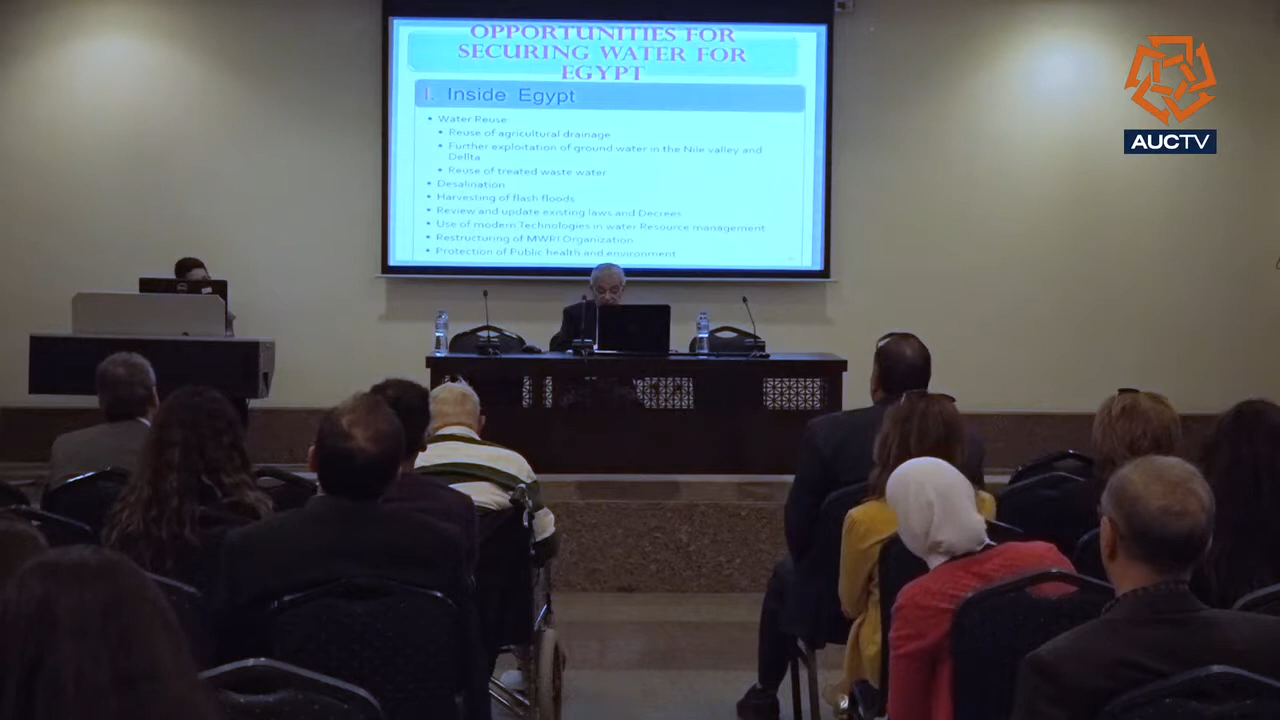 OPPORTUNITIES FOR
SECURING WATER FOR
EGYPT
I. Inside Egypt
• Water Reuse:
• Reuse of agricultural drainage
• Further exploitation of ground water in the Nile valley and
Dellta
• Reuse of treated waste water
• Desalination
• Harvesting of flash floods
• Review and update existing laws and Decrees
• Use of modern Technologies in water Resource management
• Restructuring of MWRI Organization
• Protection of Public health and environment
AUCTV